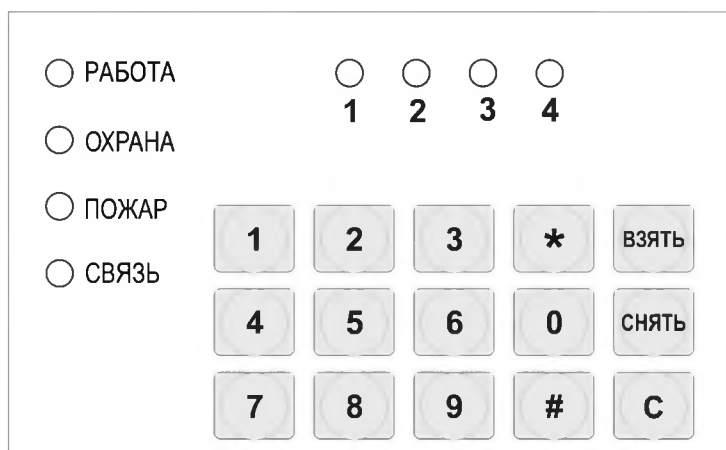 РАБОТА
1 2 3 4
ОХРАНА
ПОЖАР
СВЯЗЬ
1 2 3 * ВЗЯТЬ
4 5 6 0 СНЯТЬ
7 8 9 # С